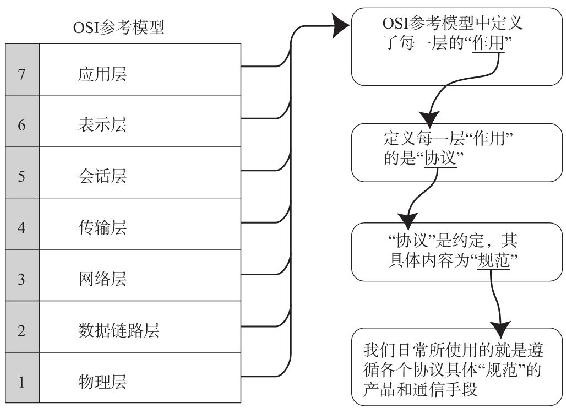 OSI参考模型
7 应用层
6 表示层
5 会话层
4 传输层
3 网络层
2 数据链路层
1 物理层
OSI参考模型中定义
了每一层的“作用”
定义每一层“作用”
的是“协议”
“协议”是约定，其
具体内容为“规范”
我们日常所使用的就是遵
循各个协议具体“规范”的
产品和通信手段